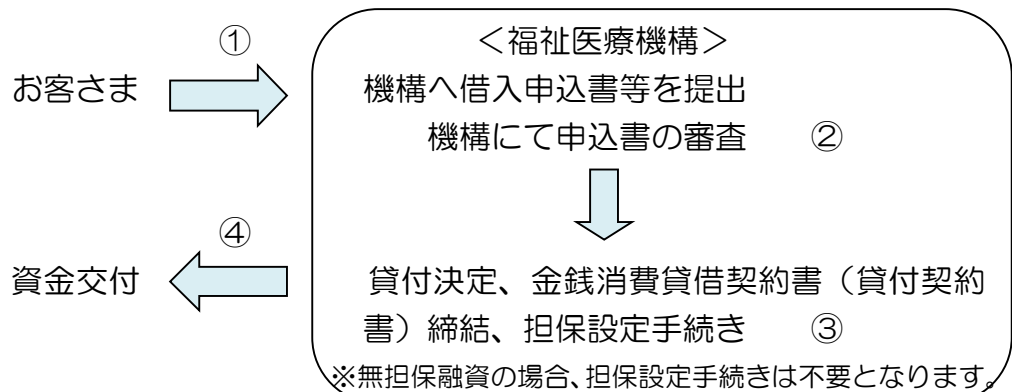 ①
お客さま
＜福祉医療機構＞
機構へ借入申込書等を提出
機構にて申込書の審査　②
④
資金交付
貸付決定、金銭消費貸借契約書（貸付契約
書）締結、担保設定手続き　③
※無担保融資の場合、担保設定手続きは不要となります。